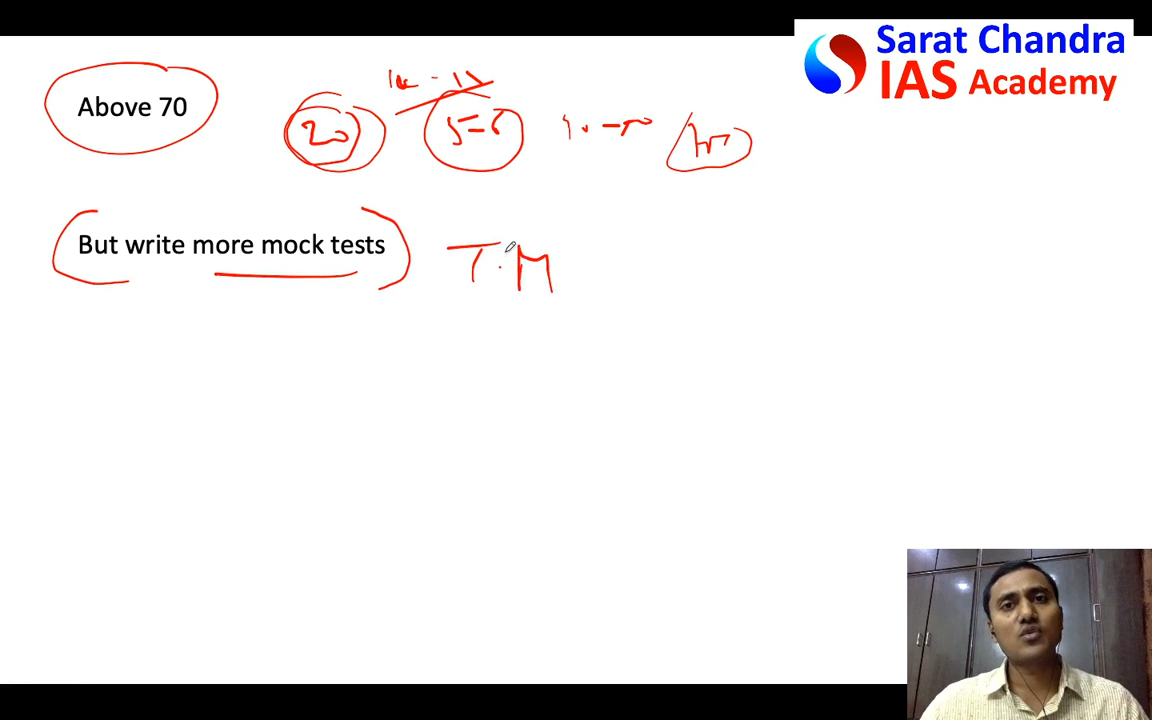 Sarat Chandra
IAS Academy
Above 70
20
5-6
But write more mock tests
T.M